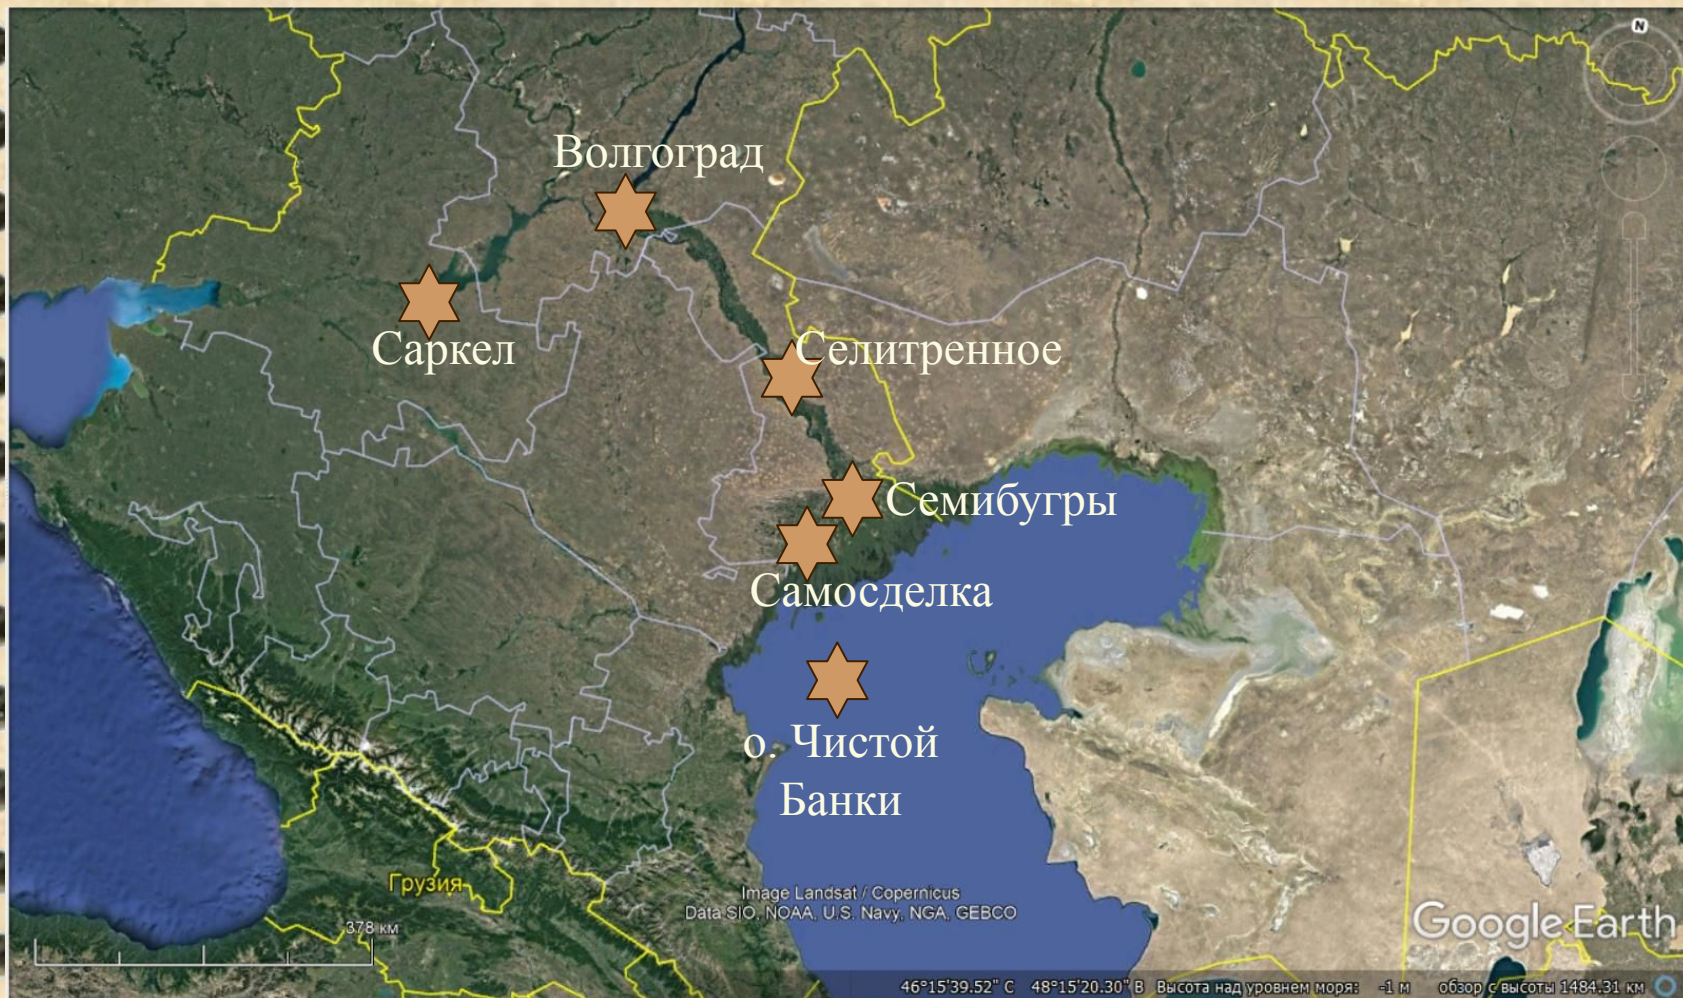 N
Волгоград
Саркел
Селитренное
Семибугры
Самосделка
о. Чистой
Банки
Грузия
Image Landsat / Copernicus
Data SIO, NOAA, U.S. Navy, NGA, GEBCO
378 км
Google Earth
46°15'39.52" С 48°15'20.30" В Высота над уровнем моря: -1 м обзор с высоты 1484.31 км